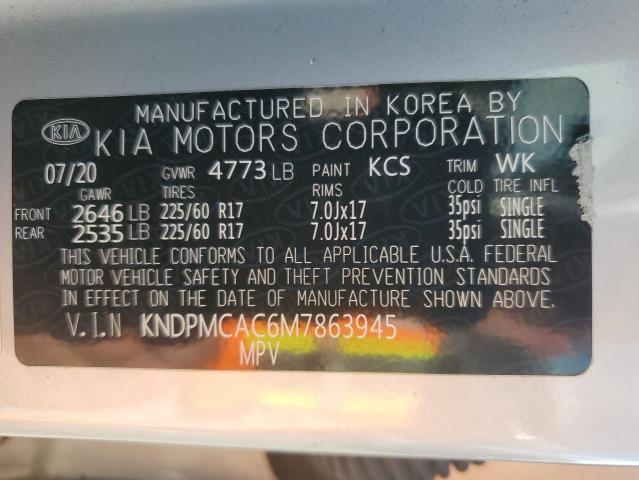 MANUFACTURED IN KOREA BY
KIA KIA MOTORS CORPORATION
07/20 GVWR 4773 LB PAINT KCS TRIM WK
GAWR TIRES RIMS COLD TIRE INFL
FRONT 2646 LB 225/60 R17 7.0Jx17 35psi SINGLE
REAR 2535 LB 225/60 R17 7.0Jx17 35psi SINGLE
THIS VEHICLE CONFORMS TO ALL APPLICABLE U.S.A. FEDERAL
MOTOR VEHICLE SAFETY AND THEFT PREVENTION STANDARDS
IN EFFECT ON THE DATE OF MANUFACTURE SHOWN ABOVE.
V.I.N KNDPMCAC6M7863945
MPV